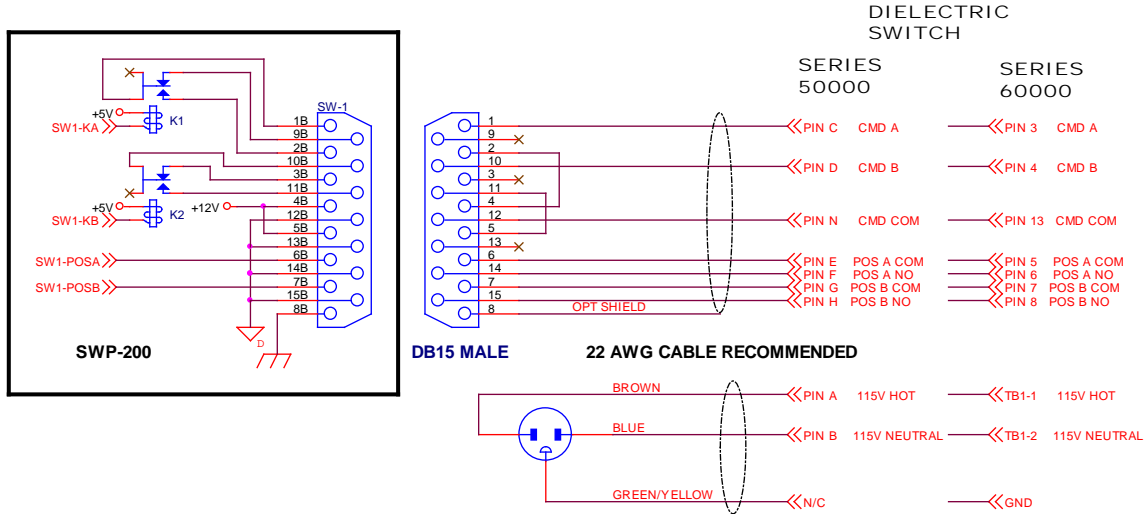 DIELECTRIC
SWITCH
SERIES
50000
SERIES
60000
+5V
K1
SW1-KA
+5V
K2
+12V
SW1-KB
SW1-POSA
SW1-POSB
D
SWP-200
SW-1
1B
9B
2B
10B
3B
11B
4B
12B
5B
13B
6B
14B
7B
15B
8B
1
9
2
10
3
11
4
12
5
13
6
14
7
15
8
DB15 MALE
OPT SHIELD
22 AWG CABLE RECOMMENDED
PIN C CMD A
PIN 3 CMD A
PIN D CMD B
PIN 4 CMD B
PIN N CMD COM
PIN 13 CMD COM
PIN E POS A COM
PIN 5 POS A COM
PIN F POS A NO
PIN 6 POS A NO
PIN G POS B COM
PIN 7 POS B COM
PIN H POS B NO
PIN 8 POS B NO
BROWN
PIN A 115V HOT
TB1-1 115V HOT
BLUE
PIN B 115V NEUTRAL
TB1-2 115V NEUTRAL
GREEN/YELLOW
N/C
GND